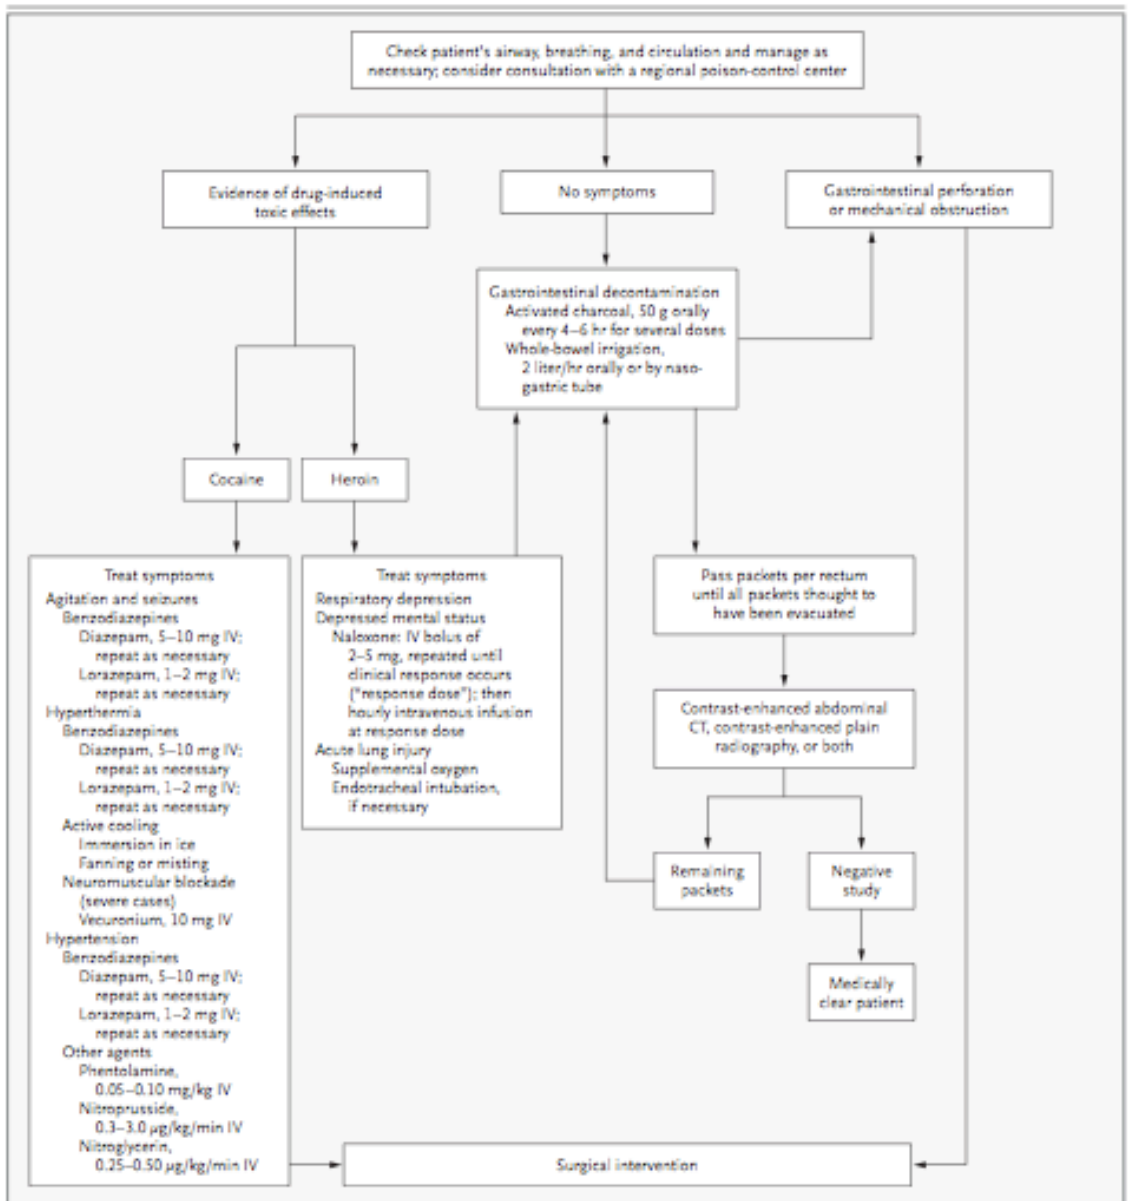 Check patient's airway, breathing, and circulation and manage as
necessary; consider consultation with a regional poison-control center
Evidence of drug-induced
toxic effects
No symptoms
Gastrointestinal perforation
or mechanical obstruction
Gastrointestinal decontamination
Activated charcoal, 50 g orally
every 4–6 hr for several doses
Whole-bowel irrigation,
2 liter/hr orally or by naso-
gastric tube
Cocaine
Heroin
Treat symptoms
Agitation and seizures
Benzodiazepines
Diazepam, 5–10 mg IV;
repeat as necessary
Lorazepam, 1–2 mg IV;
repeat as necessary
Hyperthermia
Benzodiazepines
Diazepam, 5–10 mg IV;
repeat as necessary
Lorazepam, 1–2 mg IV;
repeat as necessary
Active cooling
Immersion in ice
Fanning or misting
Neuromuscular blockade
(severe cases)
Vecuronium, 10 mg IV
Hypertension
Benzodiazepines
Diazepam, 5–10 mg IV;
repeat as necessary
Lorazepam, 1–2 mg IV;
repeat as necessary
Other agents
Phentolamine,
0.05–0.10 mg/kg IV
Nitroprusside,
0.3–3.0 µg/kg/min IV
Nitroglycerin,
0.25–0.50 µg/kg/min IV
Treat symptoms
Respiratory depression
Depressed mental status
Naloxone: IV bolus of
2–5 mg, repeated until
clinical response occurs
("response dose"); then
hourly intravenous infusion
at response dose
Acute lung injury
Supplemental oxygen
Endotracheal intubation,
if necessary
Pass packets per rectum
until all packets thought to
have been evacuated
Contrast-enhanced abdominal
CT, contrast-enhanced plain
radiography, or both
Remaining
packets
Negative
study
Medically
clear patient
Surgical intervention